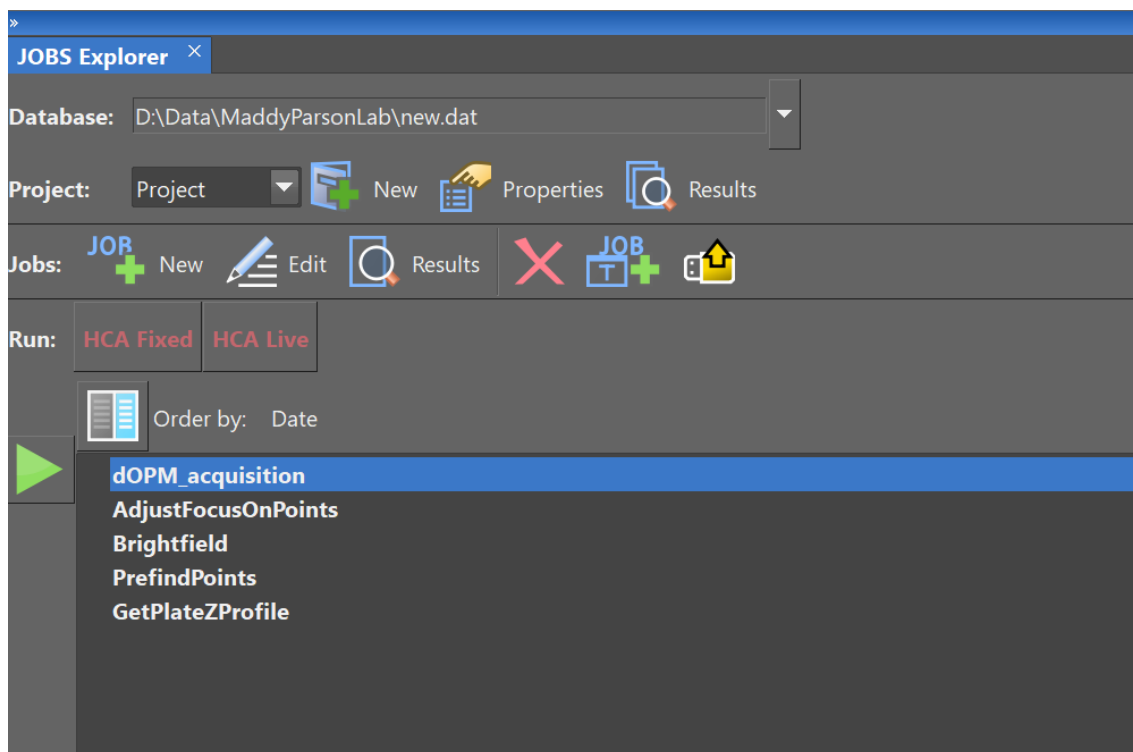 »
JOBS Explorer ×
Database: D:\Data\MaddyParsonLab\new.dat
Project: Project New Properties Results
Jobs: JOB New Edit Results JOB T
Run: HCA Fixed HCA Live
Order by: Date
dOPM_acquisition
AdjustFocusOnPoints
Brightfield
PrefindPoints
GetPlateZProfile